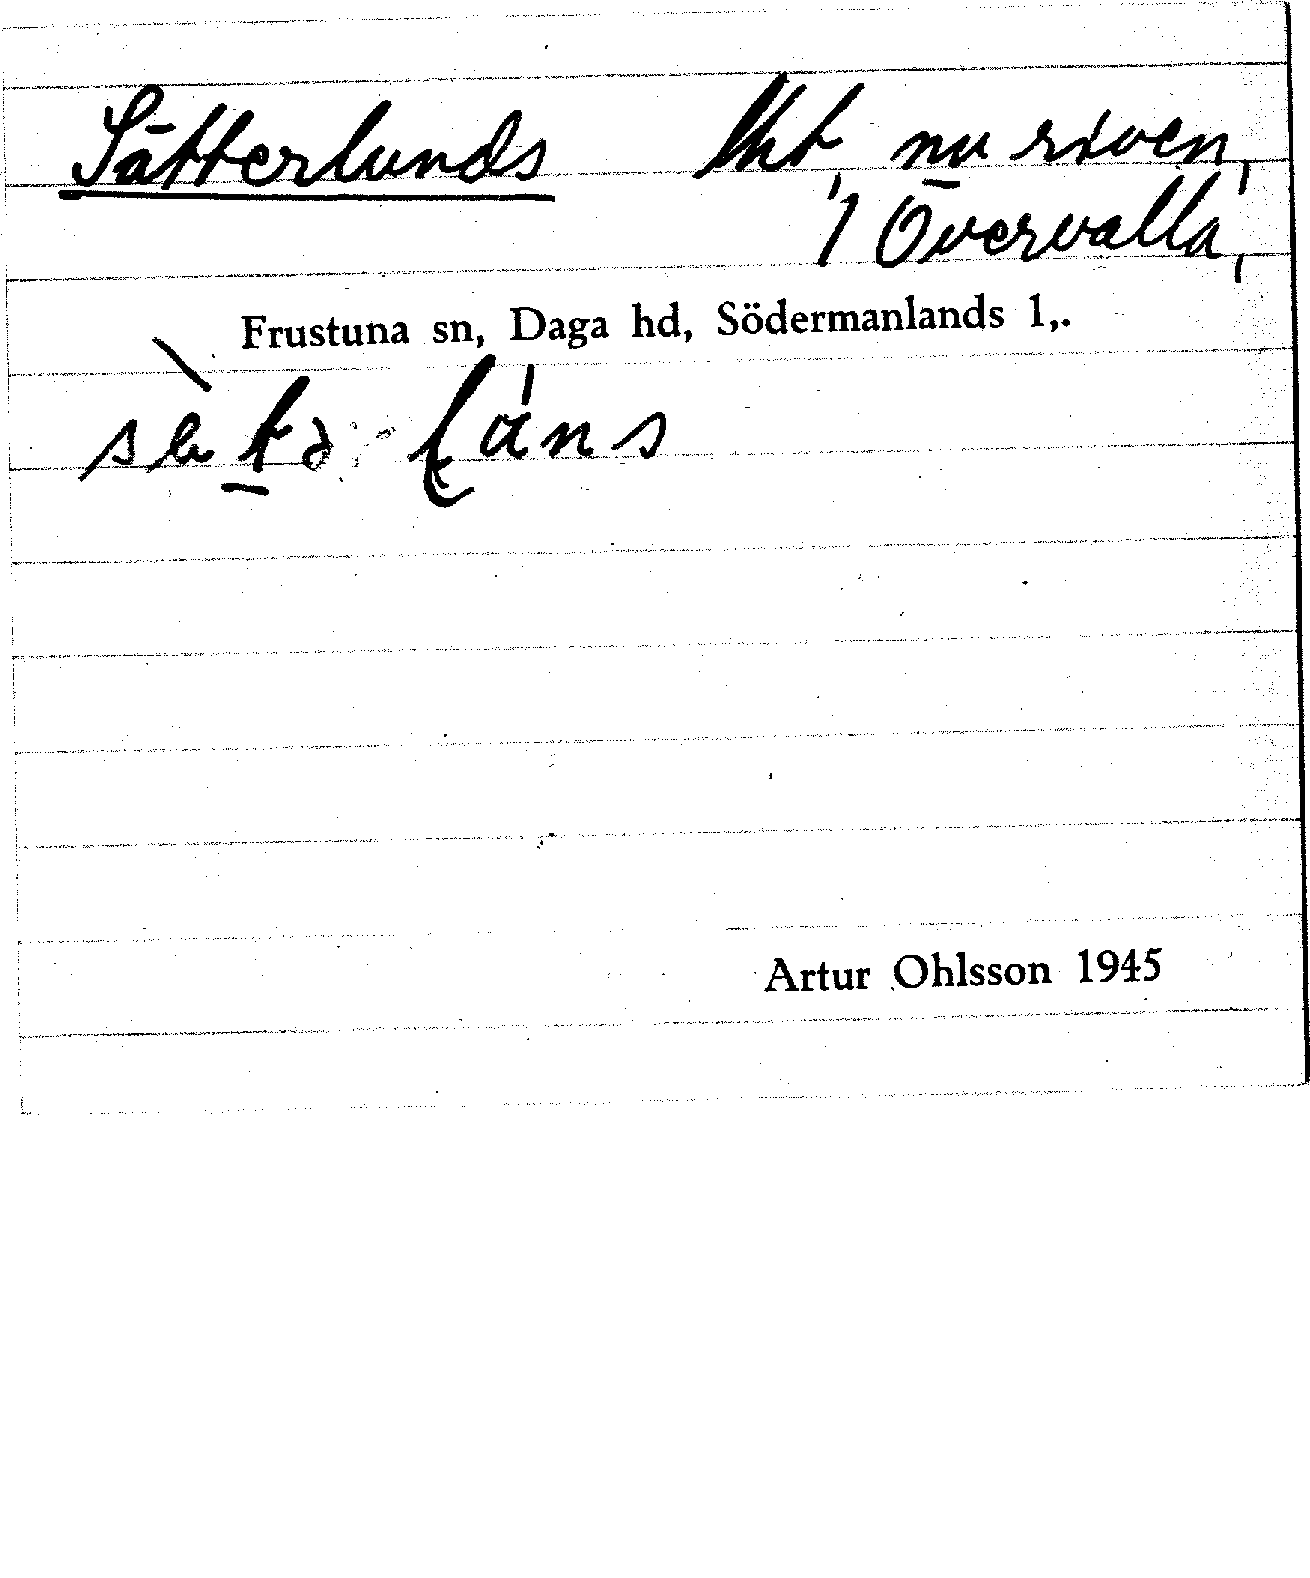 Sätterlunds lht, nu riven,
i Övervalla,
Frustuna sn, Daga hd, Södermanlands l,.
Artur Ohlsson 1945